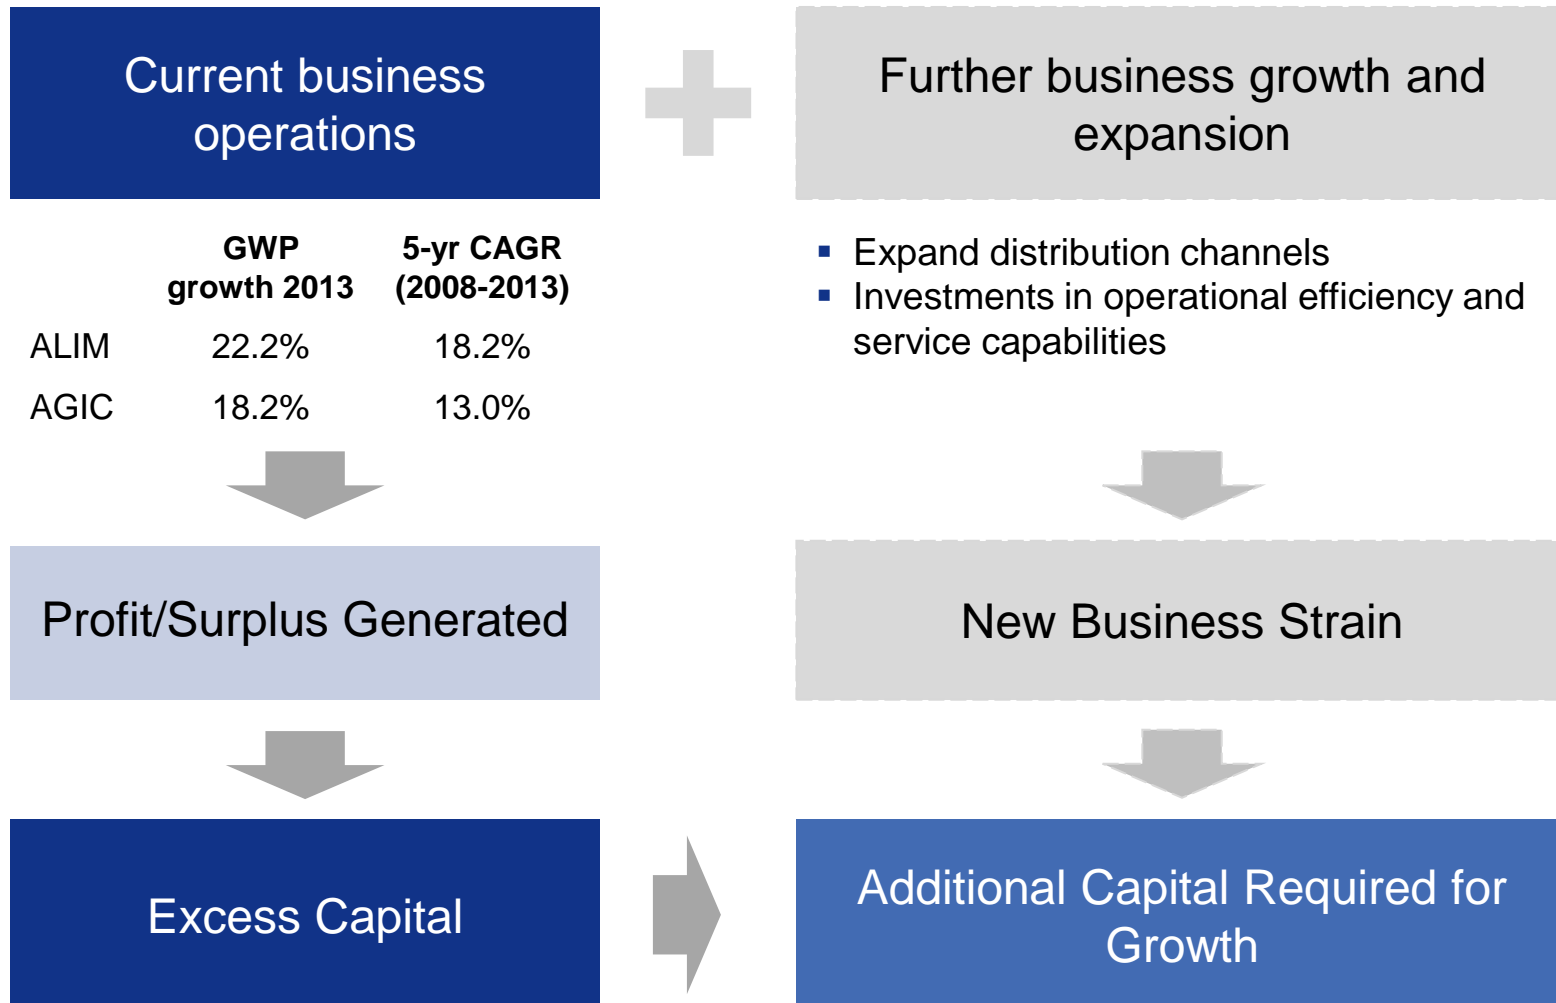 Current business
operations
Further business growth and
expansion
GWP
growth 2013
5-yr CAGR
(2008-2013)
ALIM 22.2% 18.2%
AGIC 18.2% 13.0%
▪ Expand distribution channels
▪ Investments in operational efficiency and
service capabilities
Profit/Surplus Generated
New Business Strain
Excess Capital
Additional Capital Required for
Growth